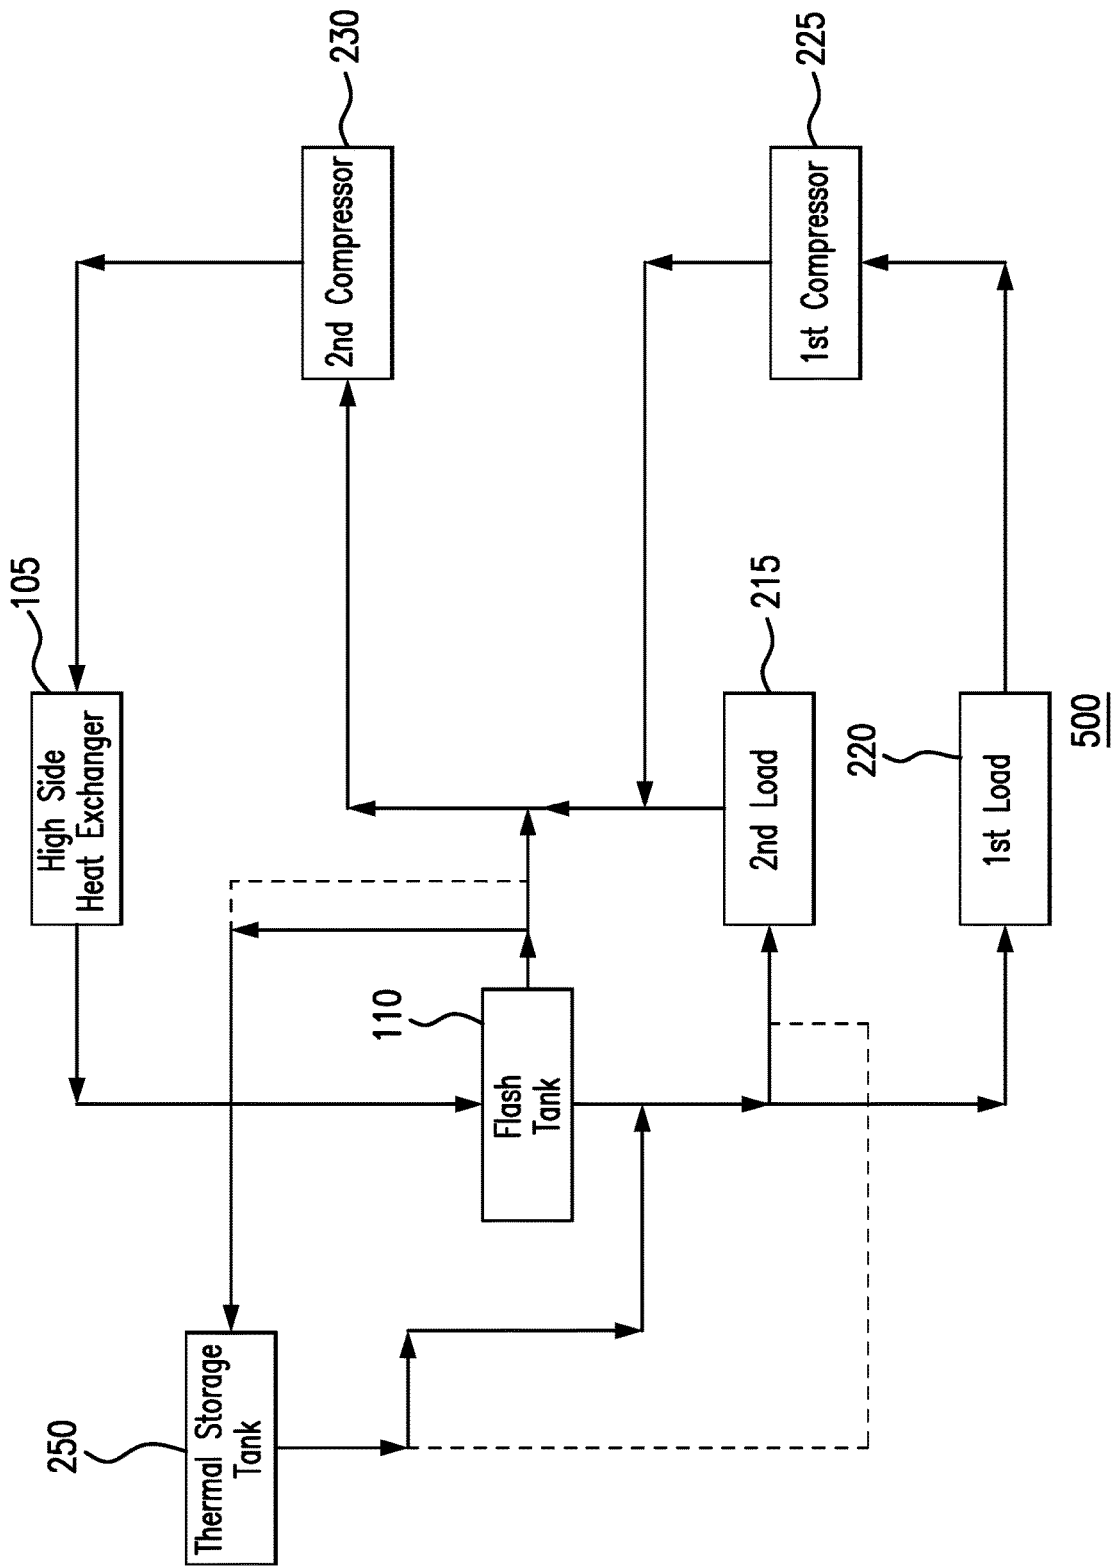 250
Thermal Storage
Tank
105
High Side
Heat Exchanger
230
2nd Compressor
110
Flash
Tank
215
2nd Load
225
1st Compressor
220
1st Load
500